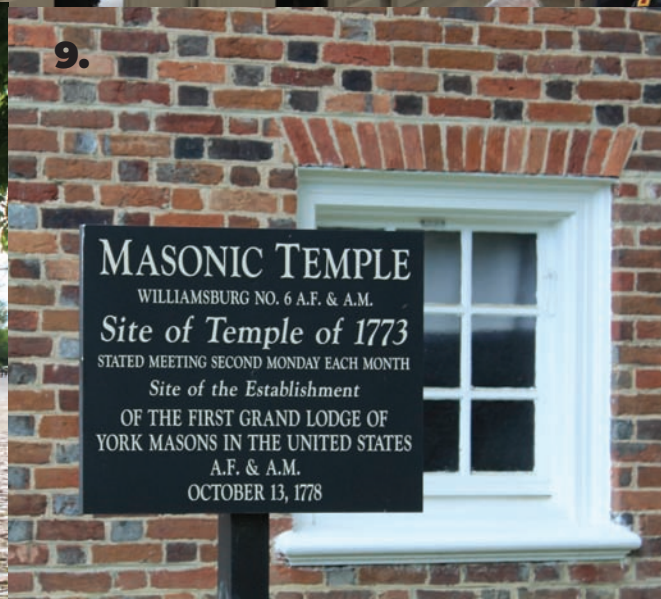 9.
MASONIC TEMPLE
WILLIAMSBURG NO. 6 A.F. & A.M.
Site of Temple of 1773
STATED MEETING SECOND MONDAY EACH MONTH
Site of the Establishment
OF THE FIRST GRAND LODGE OF
YORK MASONS IN THE UNITED STATES
A.F. & A.M.
OCTOBER 13, 1778